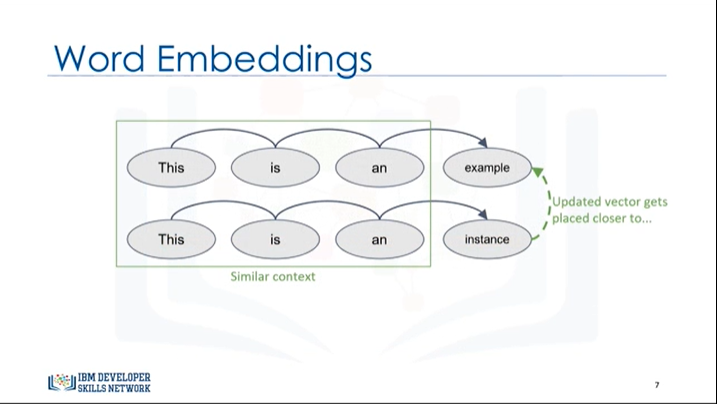 Word Embeddings
This is an example
Updated vector gets
placed closer to...
This is an instance
Similar context
IBM DEVELOPER
SKILLS NETWORK
7